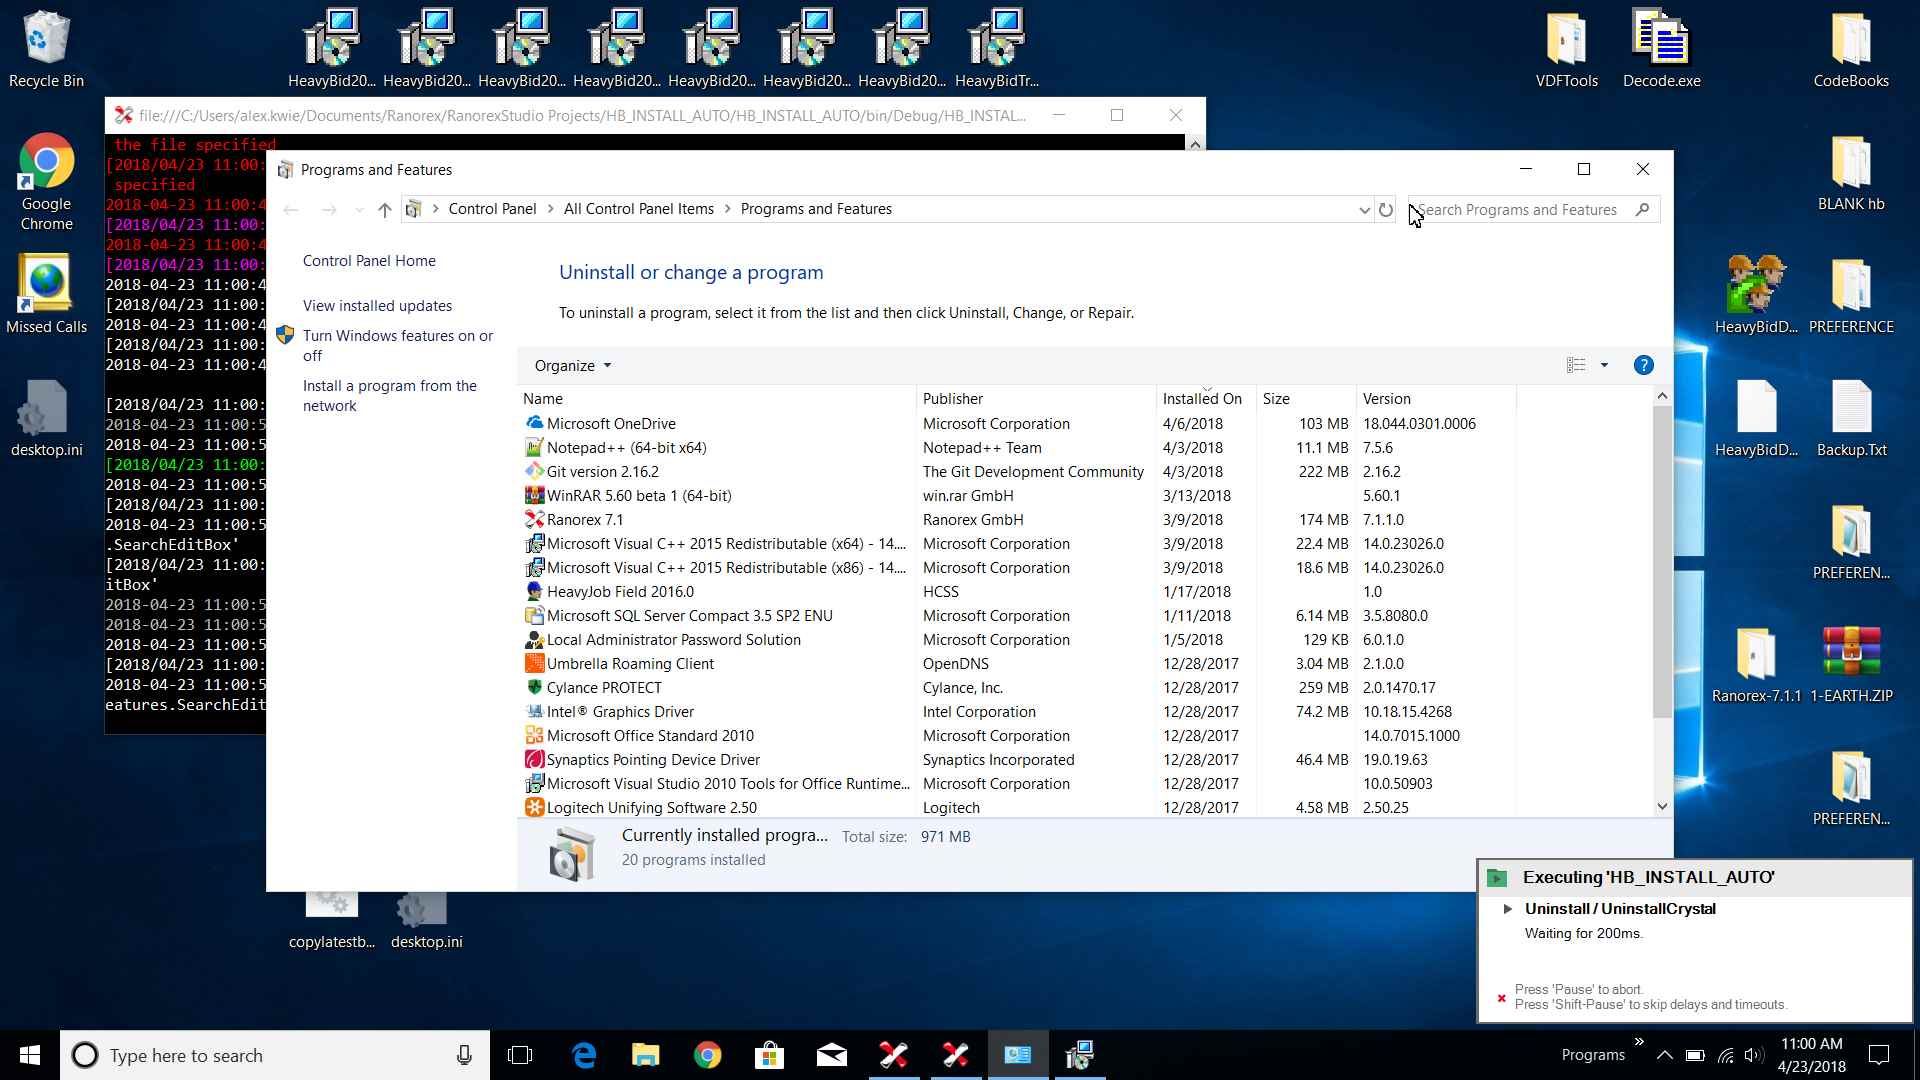 Recycle Bin
HeavyBid20...
HeavyBid20...
HeavyBid20...
HeavyBid20...
HeavyBid20...
HeavyBid20...
HeavyBid20...
HeavyBidTr...
VDFTools
Decode.exe
CodeBooks
file:///C:/Users/alex.kwie/Documents/Ranorex/RanorexStudio Projects/HB_INSTALL_AUTO/HB_INSTALL_AUTO/bin/Debug/HB_INSTAL...
the file specified
[2018/04/23 11:00:
specified
2018-04-23 11:00:4
[2018/04/23 11:00:
2018-04-23 11:00:4
[2018/04/23 11:00:
2018-04-23 11:00:4
[2018/04/23 11:00:
2018-04-23 11:00:4
[2018/04/23 11:00:
2018-04-23 11:00:4
[2018/04/23 11:00:
2018-04-23 11:00:5
2018-04-23 11:00:5
[2018/04/23 11:00:
2018-04-23 11:00:5
[2018/04/23 11:00:
2018-04-23 11:00:5
.SearchEditBox'
[2018/04/23 11:00:
itBox'
2018-04-23 11:00:5
2018-04-23 11:00:5
2018-04-23 11:00:5
[2018/04/23 11:00:
2018-04-23 11:00:5
eatures.SearchEdit
Google Chrome
Missed Calls
desktop.ini
Programs and Features
Control Panel > All Control Panel Items > Programs and Features
Search Programs and Features
Control Panel Home
View installed updates
Turn Windows features on or off
Install a program from the network
Uninstall or change a program
To uninstall a program, select it from the list and then click Uninstall, Change, or Repair.
Organize
Name Publisher Installed On Size Version
Microsoft OneDrive Microsoft Corporation 4/6/2018 103 MB 18.044.0301.0006
Notepad++ (64-bit x64) Notepad++ Team 4/3/2018 11.1 MB 7.5.6
Git version 2.16.2 The Git Development Community 4/3/2018 222 MB 2.16.2
WinRAR 5.60 beta 1 (64-bit) win.rar GmbH 3/13/2018 5.60.1
Ranorex 7.1 Ranorex GmbH 3/9/2018 174 MB 7.1.1.0
Microsoft Visual C++ 2015 Redistributable (x64) - 14.... Microsoft Corporation 3/9/2018 22.4 MB 14.0.23026.0
Microsoft Visual C++ 2015 Redistributable (x86) - 14.... Microsoft Corporation 3/9/2018 18.6 MB 14.0.23026.0
HeavyJob Field 2016.0 HCSS 1/17/2018 1.0
Microsoft SQL Server Compact 3.5 SP2 ENU Microsoft Corporation 1/11/2018 6.14 MB 3.5.8080.0
Local Administrator Password Solution Microsoft Corporation 1/5/2018 129 KB 6.0.1.0
Umbrella Roaming Client OpenDNS 12/28/2017 3.04 MB 2.1.0.0
Cylance PROTECT Cylance, Inc. 12/28/2017 259 MB 2.0.1470.17
Intel® Graphics Driver Intel Corporation 12/28/2017 74.2 MB 10.18.15.4268
Microsoft Office Standard 2010 Microsoft Corporation 12/28/2017 14.0.7015.1000
Synaptics Pointing Device Driver Synaptics Incorporated 12/28/2017 46.4 MB 19.0.19.63
Microsoft Visual Studio 2010 Tools for Office Runtime... Microsoft Corporation 12/28/2017 10.0.50903
Logitech Unifying Software 2.50 Logitech 12/28/2017 4.58 MB 2.50.25
Currently installed progra... Total size: 971 MB
20 programs installed
BLANK hb
HeavyBidD...
PREFERENCE
HeavyBidD...
Backup.Txt
PREFEREN...
Ranorex-7.1.1
1-EARTH.ZIP
PREFEREN...
copylatestb...
desktop.ini
Executing 'HB_INSTALL_AUTO'
Uninstall / UninstallCrystal
Waiting for 200ms.
Press 'Pause' to abort.
Press 'Shift-Pause' to skip delays and timeouts.
Type here to search
Programs
11:00 AM
4/23/2018